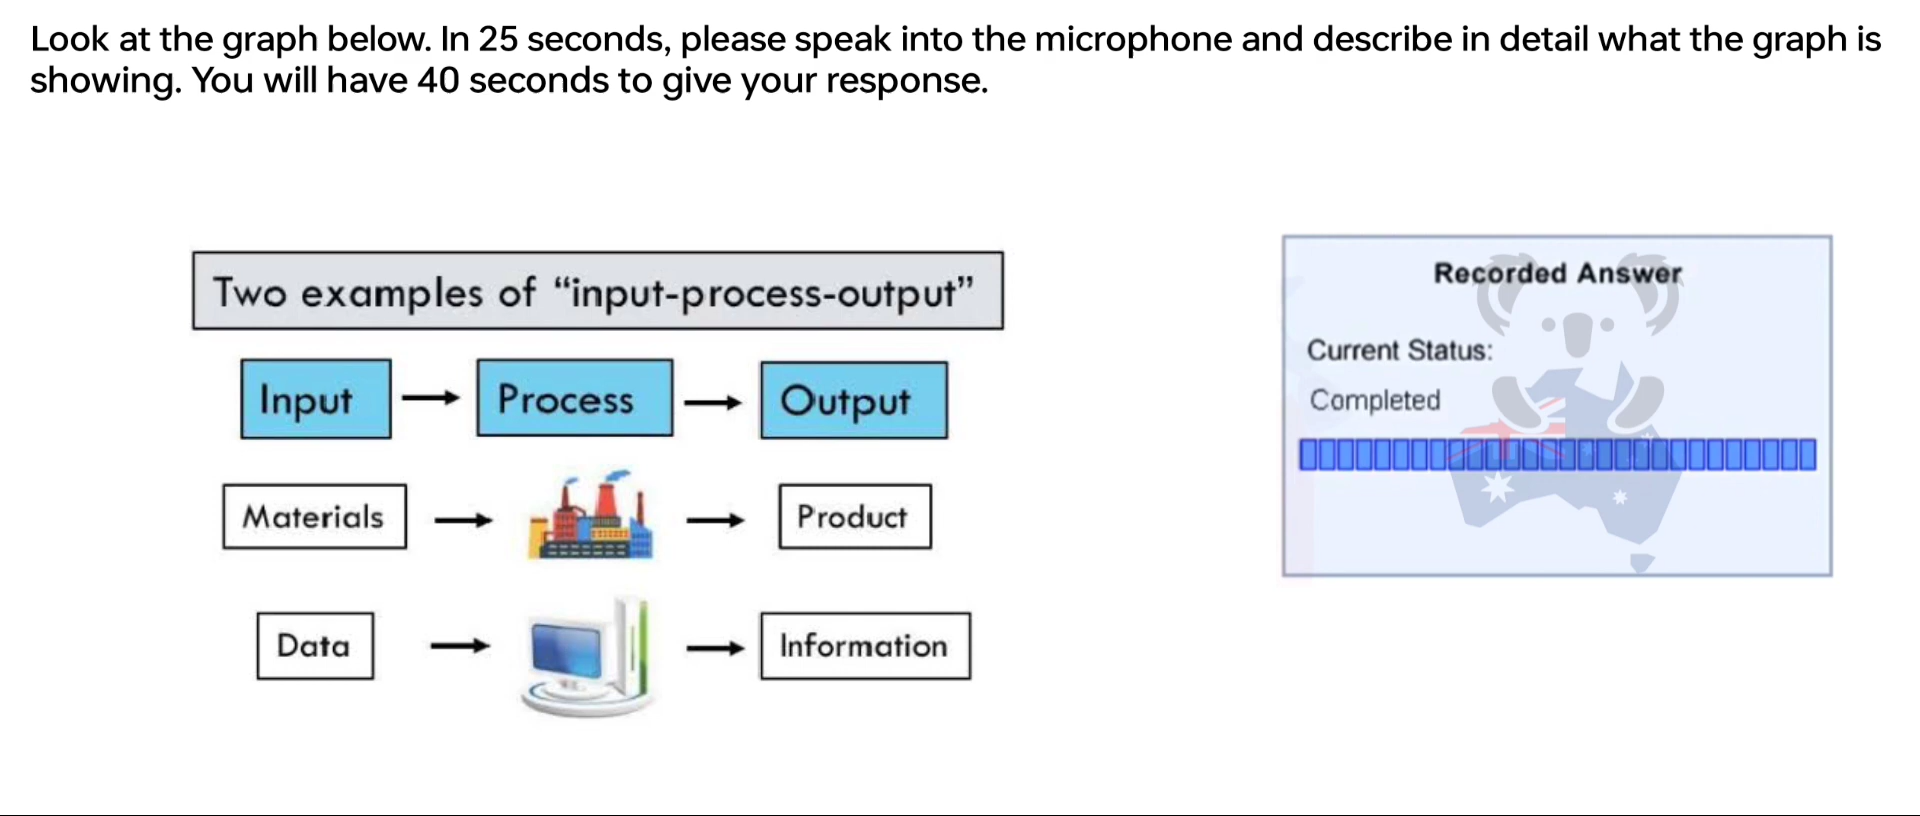 Look at the graph below. In 25 seconds, please speak into the microphone and describe in detail what the graph is
showing. You will have 40 seconds to give your response.
Two examples of “input-process-output”
Input
Process
Output
Materials
Product
Data
Information
Recorded Answer
Current Status:
Completed